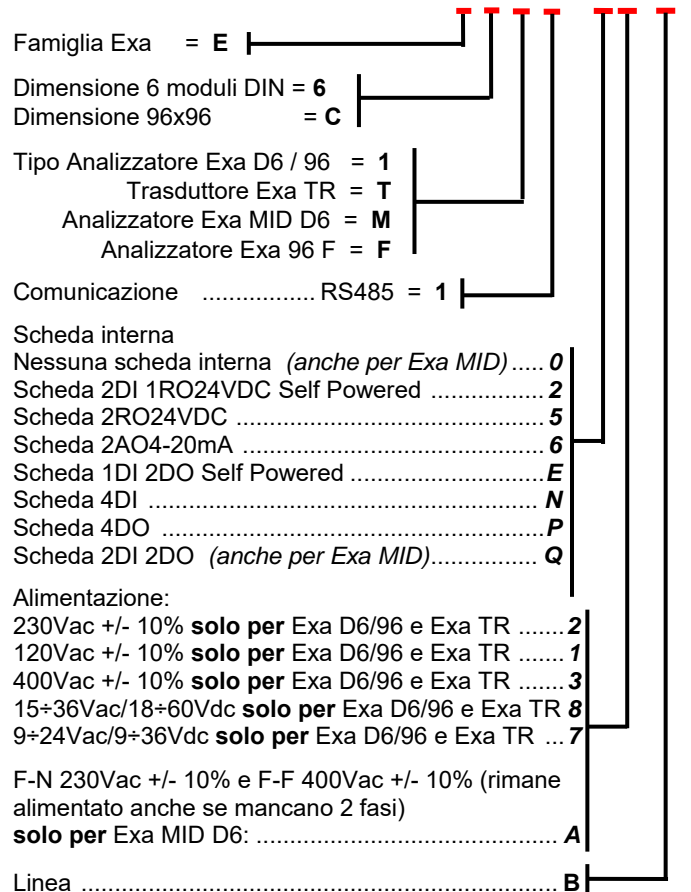 Famiglia Exa = E
Dimensione 6 moduli DIN = 6
Dimensione 96x96 = C
Tipo Analizzatore Exa D6 / 96 = 1
Trasduttore Exa TR = T
Analizzatore Exa MID D6 = M
Analizzatore Exa 96 F = F
Comunicazione ................. RS485 = 1
Scheda interna
Nessuna scheda interna (anche per Exa MID) ..... 0
Scheda 2DI 1RO24VDC Self Powered ................. 2
Scheda 2RO24VDC .............................................. 5
Scheda 2AO4-20mA ............................................. 6
Scheda 1DI 2DO Self Powered ............................ E
Scheda 4DI .......................................................... N
Scheda 4DO ......................................................... P
Scheda 2DI 2DO (anche per Exa MID)................ Q
Alimentazione:
230Vac +/- 10% solo per Exa D6/96 e Exa TR ....... 2
120Vac +/- 10% solo per Exa D6/96 e Exa TR ....... 1
400Vac +/- 10% solo per Exa D6/96 e Exa TR ....... 3
15÷36Vac/18÷60Vdc solo per Exa D6/96 e Exa TR 8
9÷24Vac/9÷36Vdc solo per Exa D6/96 e Exa TR ... 7
F-N 230Vac +/- 10% e F-F 400Vac +/- 10% (rimane
alimentato anche se mancano 2 fasi)
solo per Exa MID D6: ............................................ A
Linea .................................................................... B